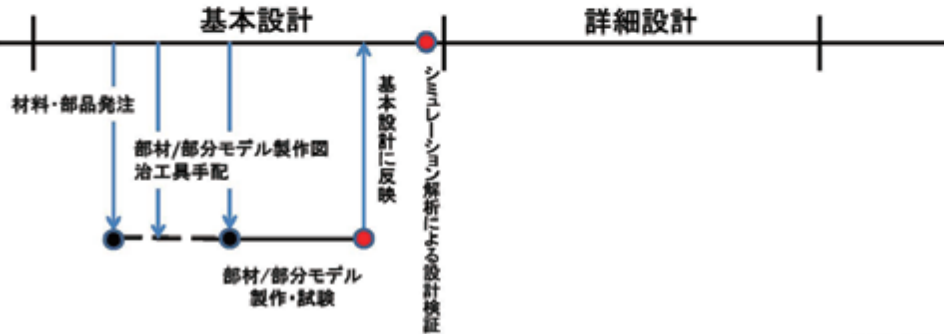 基本設計
詳細設計
材料・部品発注
部材/部分モデル製作図
治工具手配
基本設計に反映
シミュレーション解析による設計検証
部材/部分モデル
製作・試験